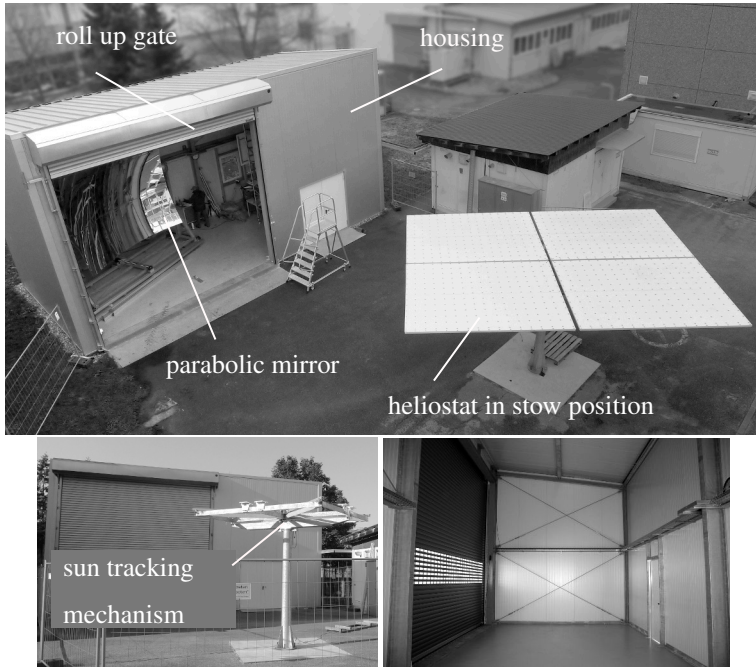 roll up gate
housing
parabolic mirror
heliostat in stow position
sun tracking
mechanism